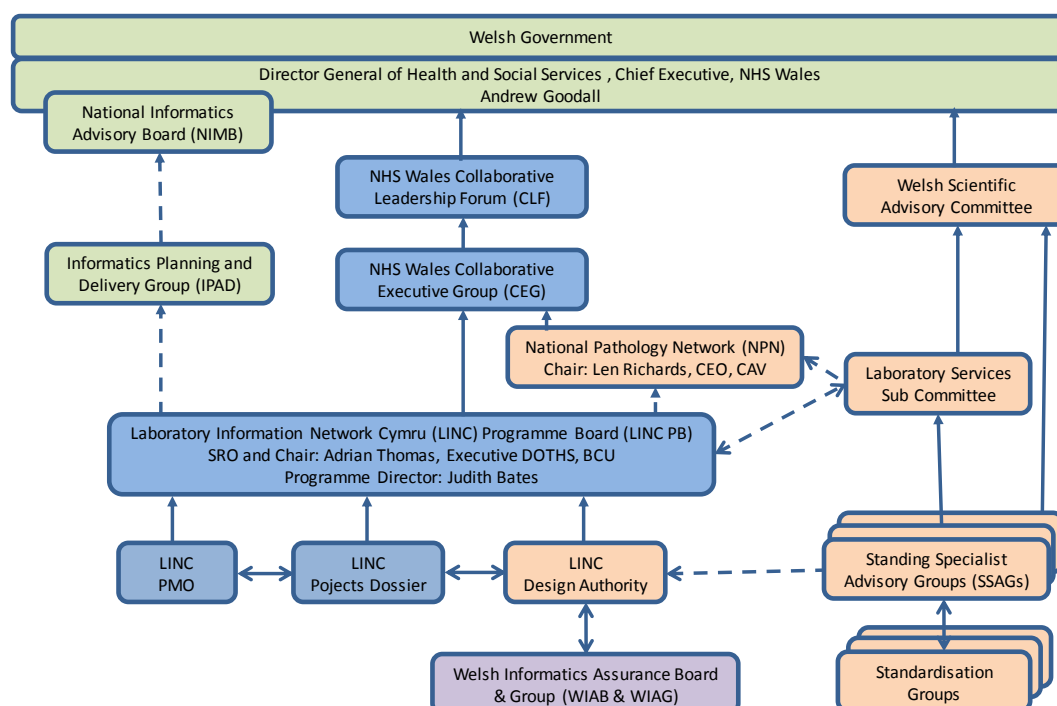 Welsh Government
Director General of Health and Social Services , Chief Executive, NHS Wales
Andrew Goodall
National Informatics
Advisory Board (NIMB)
NHS Wales Collaborative
Leadership Forum (CLF)
Welsh Scientific
Advisory Committee
Informatics Planning and
Delivery Group (IPAD)
NHS Wales Collaborative
Executive Group (CEG)
National Pathology Network (NPN)
Chair: Len Richards, CEO, CAV
Laboratory Services
Sub Committee
Laboratory Information Network Cymru (LINC) Programme Board (LINC PB)
SRO and Chair: Adrian Thomas, Executive DOTHS, BCU
Programme Director: Judith Bates
LINC
PMO
LINC
Pojects Dossier
LINC
Design Authority
Standing Specialist
Advisory Groups (SSAGs)
Welsh Informatics Assurance Board
& Group (WIAB & WIAG)
Standardisation
Groups